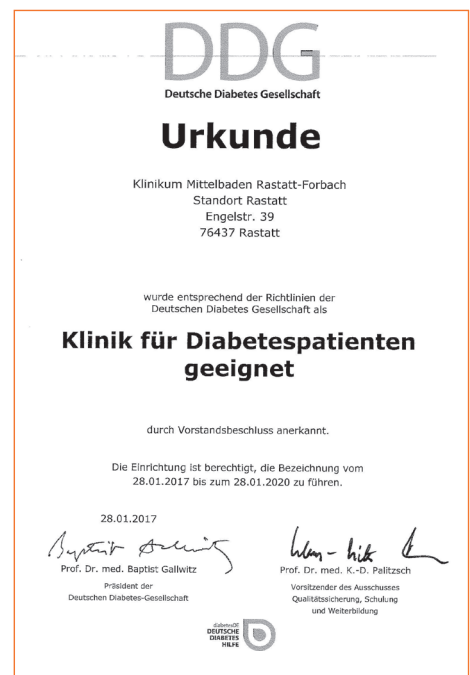 DDG
Deutsche Diabetes Gesellschaft
Urkunde
Klinikum Mittelbaden Rastatt-Forbach
Standort Rastatt
Engelstr. 39
76437 Rastatt
wurde entsprechend der Richtlinien der
Deutschen Diabetes Gesellschaft als
Klinik für Diabetespatienten
geeignet
durch Vorstandsbeschluss anerkannt.
Die Einrichtung ist berechtigt, die Bezeichnung vom
28.01.2017 bis zum 28.01.2020 zu führen.
28.01.2017
Prof. Dr. med. Baptist Gallwitz
Präsident der
Deutschen Diabetes-Gesellschaft
Prof. Dr. med. K.-D. Palitzsch
Vorsitzender des Ausschusses
Qualitätssicherung, Schulung
und Weiterbildung
diabetesDE
DEUTSCHE
DIABETES
HILFE